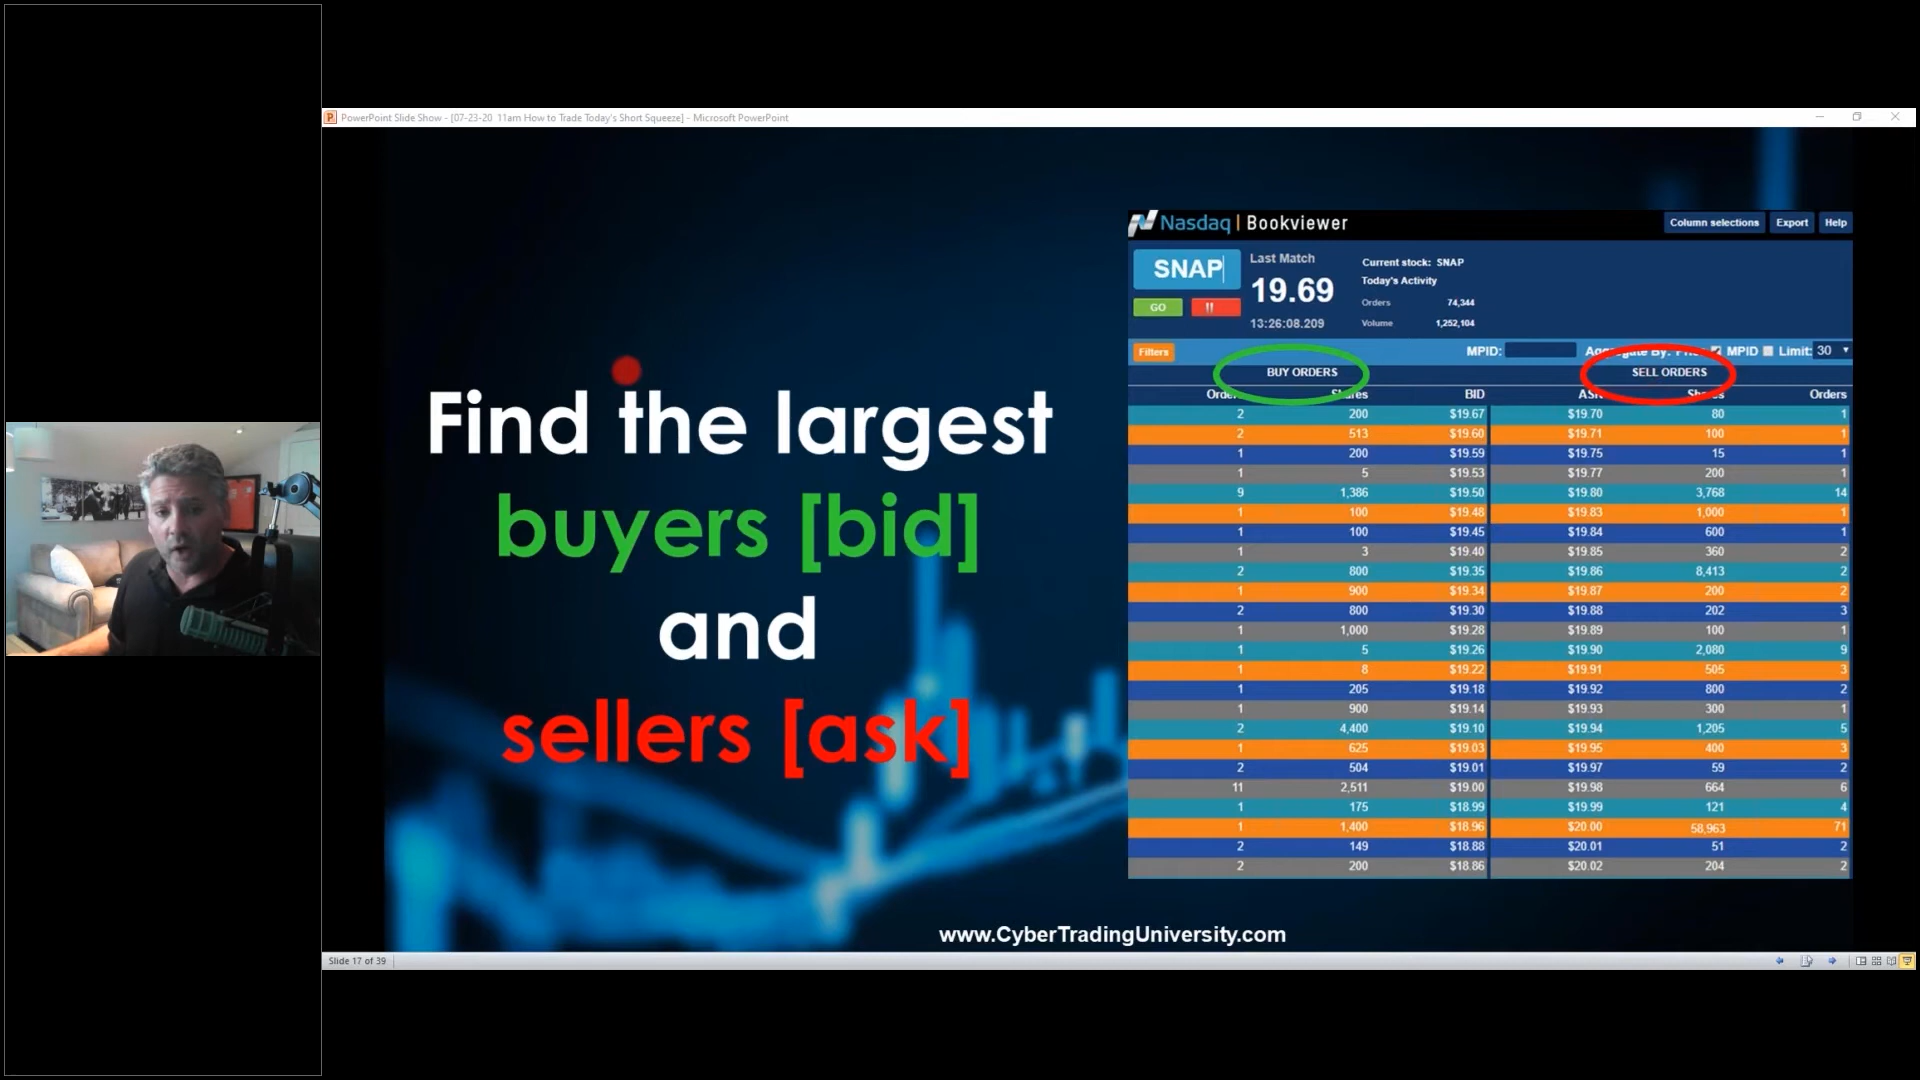 PowerPoint Slide Show - [07-23-20 11am How to Trade Today's Short Squeeze] - Microsoft PowerPoint
Find the largest
buyers [bid]
and
sellers [ask]
Nasdaq | Bookviewer
Column selections Export Help
SNAP
GO
Last Match
19.69
13:26:08.209
Current stock: SNAP
Today's Activity
Orders 74,344
Volume 1,252,104
Filters MPID: Aggregate By: Price MPID Limit: 30
BUY ORDERS SELL ORDERS
Shares BID Orders
2 200 $19.67 $19.70 80 1
2 513 $19.60 $19.71 100 1
1 200 $19.59 $19.75 15 1
1 5 $19.53 $19.77 200 1
9 1,386 $19.50 $19.80 3,768 14
1 100 $19.48 $19.83 1,000 1
1 100 $19.45 $19.84 600 1
1 3 $19.40 $19.85 360 2
2 800 $19.35 $19.86 8,413 2
1 900 $19.34 $19.87 200 2
2 800 $19.30 $19.88 202 3
1 1,000 $19.28 $19.89 100 1
1 5 $19.26 $19.90 2,080 9
1 8 $19.22 $19.91 505 3
1 205 $19.18 $19.92 800 2
1 900 $19.14 $19.93 300 1
2 4,400 $19.10 $19.94 1,205 5
1 625 $19.03 $19.95 400 3
2 504 $19.01 $19.97 59 2
11 2,511 $19.00 $19.98 664 6
1 175 $18.99 $19.99 121 4
1 1,400 $18.96 $20.00 58,963 71
2 149 $18.88 $20.01 51 2
2 200 $18.86 $20.02 204 2
www.CyberTradingUniversity.com
Slide 17 of 39